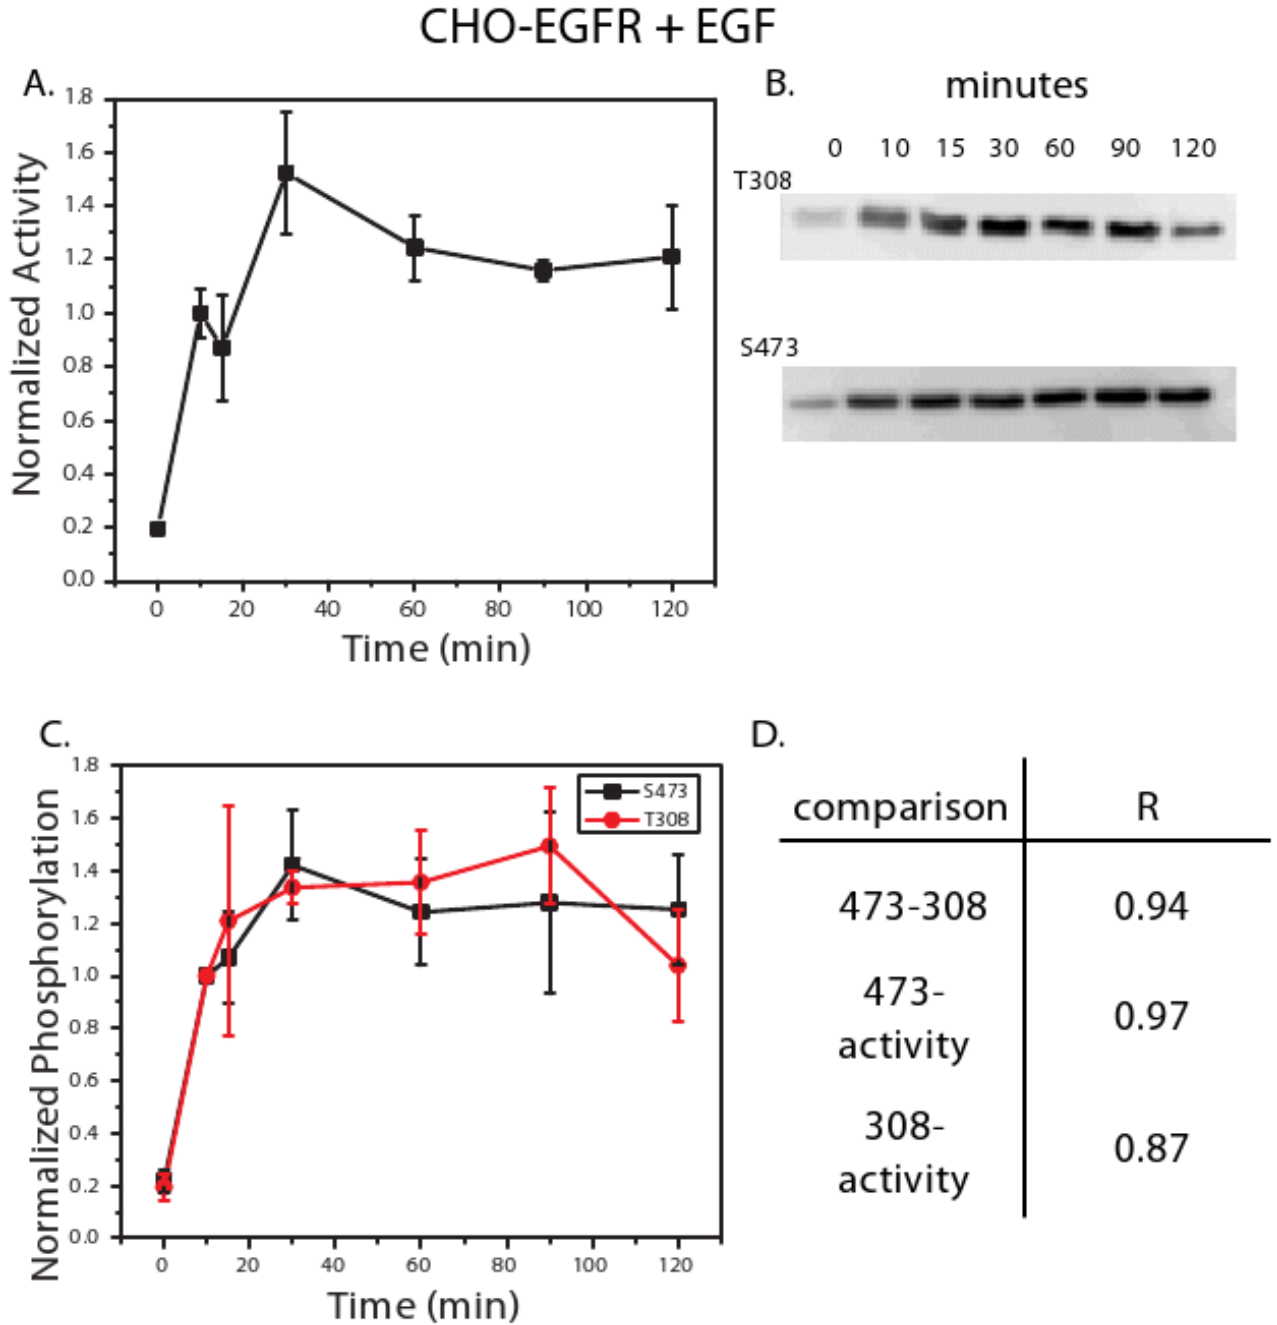 CHO-EGFR + EGF
A.
1.8
1.6
1.4
1.2
1.0
0.8
0.6
0.4
0.2
0.0
Normalized Activity
0 20 40 60 80 100 120
Time (min)
B.
minutes
0 10 15 30 60 90 120
T308
S473
C.
1.8
1.6
1.4
1.2
1.0
0.8
0.6
0.4
0.2
0.0
Normalized Phosphorylation
S473
T308
0 20 40 60 80 100 120
Time (min)
D.
comparison R
473-308 0.94
473-
activity 0.97
308-
activity 0.87